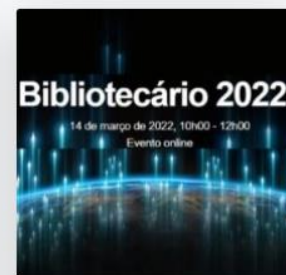 Bibliotecário 2022
14 de março de 2022, 10h00 - 12h00
Evento online